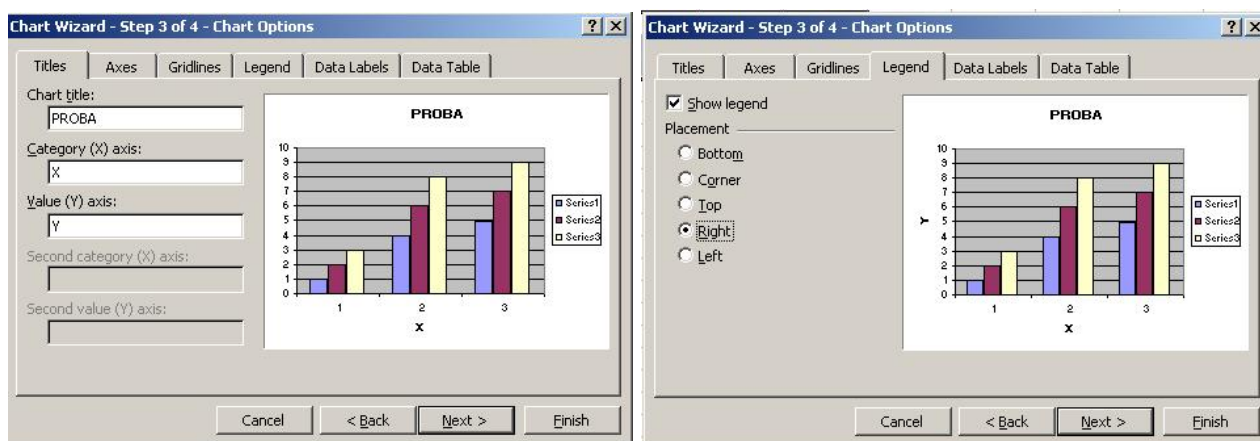 Chart Wizard - Step 3 of 4 - Chart Options
Titles Axes Gridlines Legend Data Labels Data Table
Chart title:
PROBA
Category (X) axis:
X
Value (Y) axis:
Y
Second category (X) axis:
Second value (Y) axis:
PROBA
10
9
8
7
6
5
4
3
2
1
0
1 2 3
X
Series1
Series2
Series3
Cancel < Back Next > Finish
Chart Wizard - Step 3 of 4 - Chart Options
Titles Axes Gridlines Legend Data Labels Data Table
Show legend
Placement
Bottom
Corner
Top
Right
Left
PROBA
Y
10
9
8
7
6
5
4
3
2
1
0
1 2 3
X
Series1
Series2
Series3
Cancel < Back Next > Finish